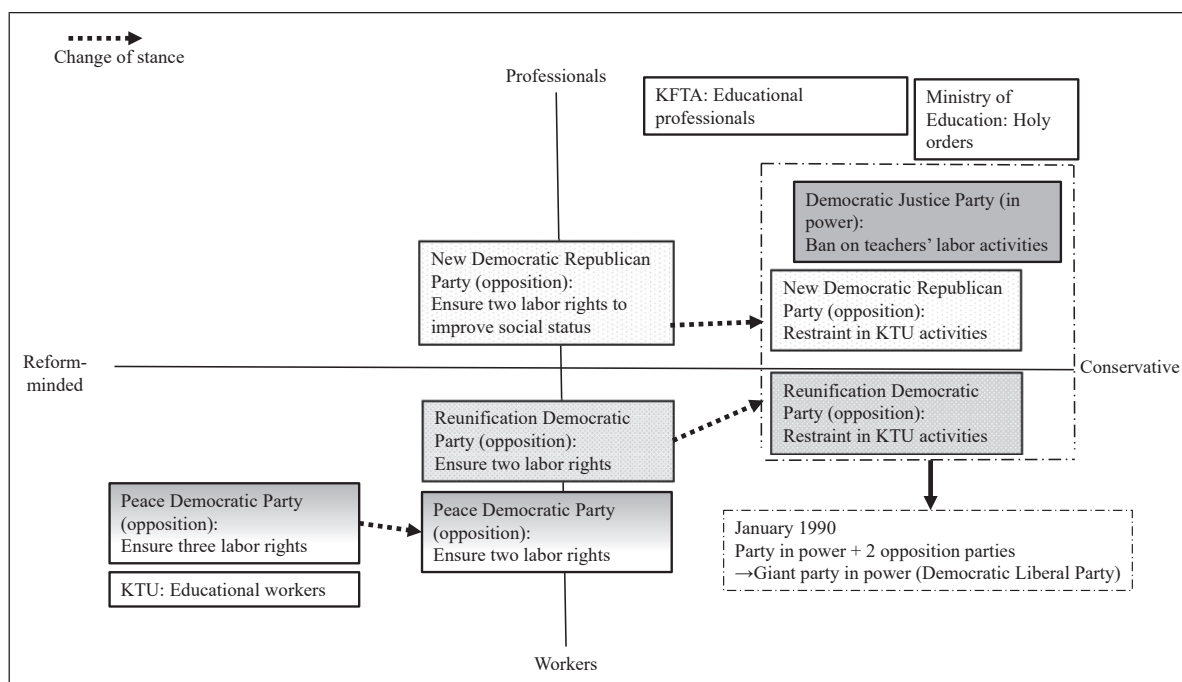 Change of stance
Professionals
KFTA: Educational
professionals
Ministry of
Education: Holy
orders
Democratic Justice Party (in
power):
Ban on teachers’ labor activities
New Democratic Republican
Party (opposition):
Ensure two labor rights to
improve social status
New Democratic Republican
Party (opposition):
Restraint in KTU activities
Reform-
minded
Conservative
Reunification Democratic
Party (opposition):
Ensure two labor rights
Reunification Democratic
Party (opposition):
Restraint in KTU activities
Peace Democratic Party
(opposition):
Ensure three labor rights
Peace Democratic Party
(opposition):
Ensure two labor rights
KTU: Educational workers
January 1990
Party in power + 2 opposition parties
→Giant party in power (Democratic Liberal Party)
Workers